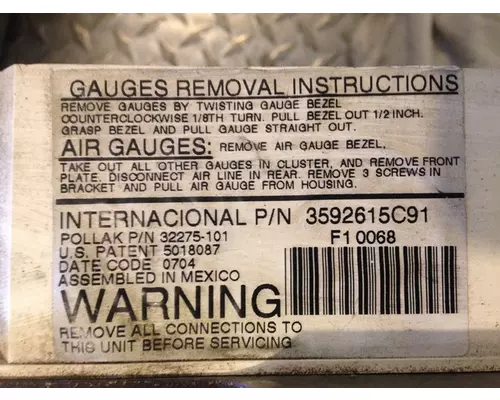 GAUGES REMOVAL INSTRUCTIONS
REMOVE GAUGES BY TWISTING GAUGE BEZEL
COUNTERCLOCKWISE 1/8TH TURN. PULL BEZEL OUT 1/2 INCH.
GRASP BEZEL AND PULL GAUGE STRAIGHT OUT.
AIR GAUGES: REMOVE AIR GAUGE BEZEL,
TAKE OUT ALL OTHER GAUGES IN CLUSTER, AND REMOVE FRONT
PLATE. DISCONNECT AIR LINE IN REAR. REMOVE 3 SCREWS IN
BRACKET AND PULL AIR GAUGE FROM HOUSING.
INTERNACIONAL P/N 3592615C91
POLLAK P/N 32275-101 F1 0068
U.S. PATENT 5018087
DATE CODE 0704
ASSEMBLED IN MEXICO
WARNING
REMOVE ALL CONNECTIONS TO
THIS UNIT BEFORE SERVICING